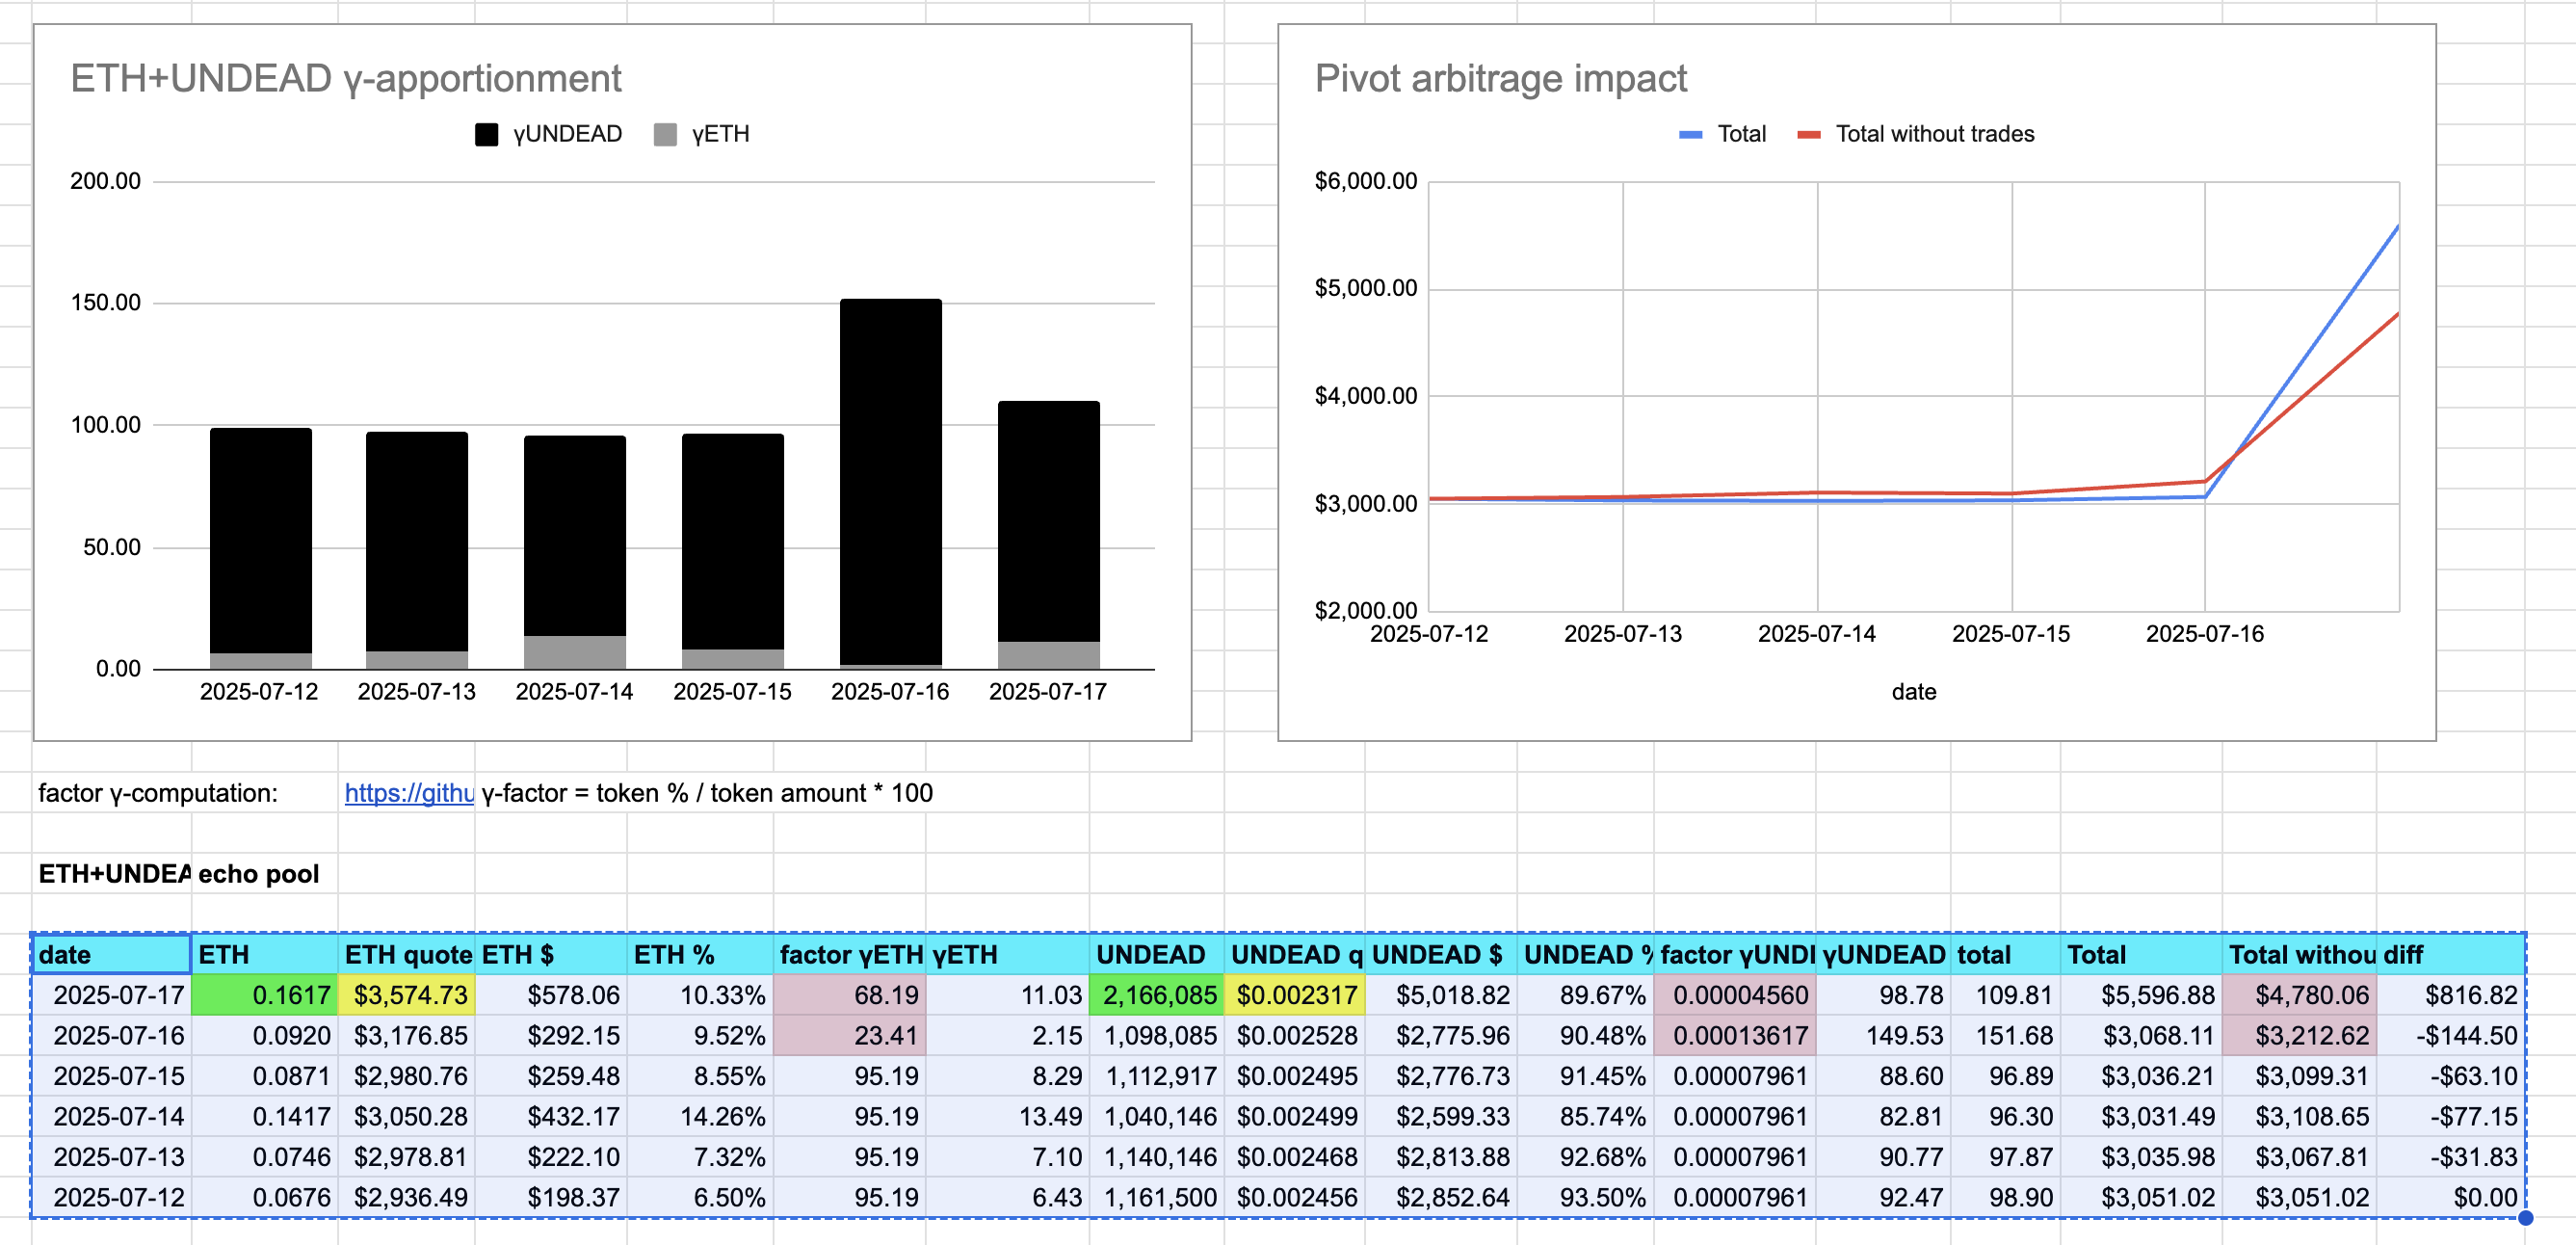 ETH+UNDEAD γ-apportionment
γUNDEAD γETH
200.00
150.00
100.00
50.00
0.00
2025-07-12 2025-07-13 2025-07-14 2025-07-15 2025-07-16 2025-07-17
Pivot arbitrage impact
Total Total without trades
$6,000.00
$5,000.00
$4,000.00
$3,000.00
$2,000.00
2025-07-12 2025-07-13 2025-07-14 2025-07-15 2025-07-16
date
factor γ-computation: https://githu γ-factor = token % / token amount * 100
ETH+UNDEA echo pool
date ETH ETH quote ETH $ ETH % factor γETH γETH UNDEAD UNDEAD q UNDEAD $ UNDEAD % factor γUNDI γUNDEAD total Total Total withou diff
2025-07-17 0.1617 $3,574.73 $578.06 10.33% 68.19 11.03 2,166,085 $0.002317 $5,018.82 89.67% 0.00004560 98.78 109.81 $5,596.88 $4,780.06 $816.82
2025-07-16 0.0920 $3,176.85 $292.15 9.52% 23.41 2.15 1,098,085 $0.002528 $2,775.96 90.48% 0.00013617 149.53 151.68 $3,068.11 $3,212.62 -$144.50
2025-07-15 0.0871 $2,980.76 $259.48 8.55% 95.19 8.29 1,112,917 $0.002495 $2,776.73 91.45% 0.00007961 88.60 96.89 $3,036.21 $3,099.31 -$63.10
2025-07-14 0.1417 $3,050.28 $432.17 14.26% 95.19 13.49 1,040,146 $0.002499 $2,599.33 85.74% 0.00007961 82.81 96.30 $3,031.49 $3,108.65 -$77.15
2025-07-13 0.0746 $2,978.81 $222.10 7.32% 95.19 7.10 1,140,146 $0.002468 $2,813.88 92.68% 0.00007961 90.77 97.87 $3,035.98 $3,067.81 -$31.83
2025-07-12 0.0676 $2,936.49 $198.37 6.50% 95.19 6.43 1,161,500 $0.002456 $2,852.64 93.50% 0.00007961 92.47 98.90 $3,051.02 $3,051.02 $0.00